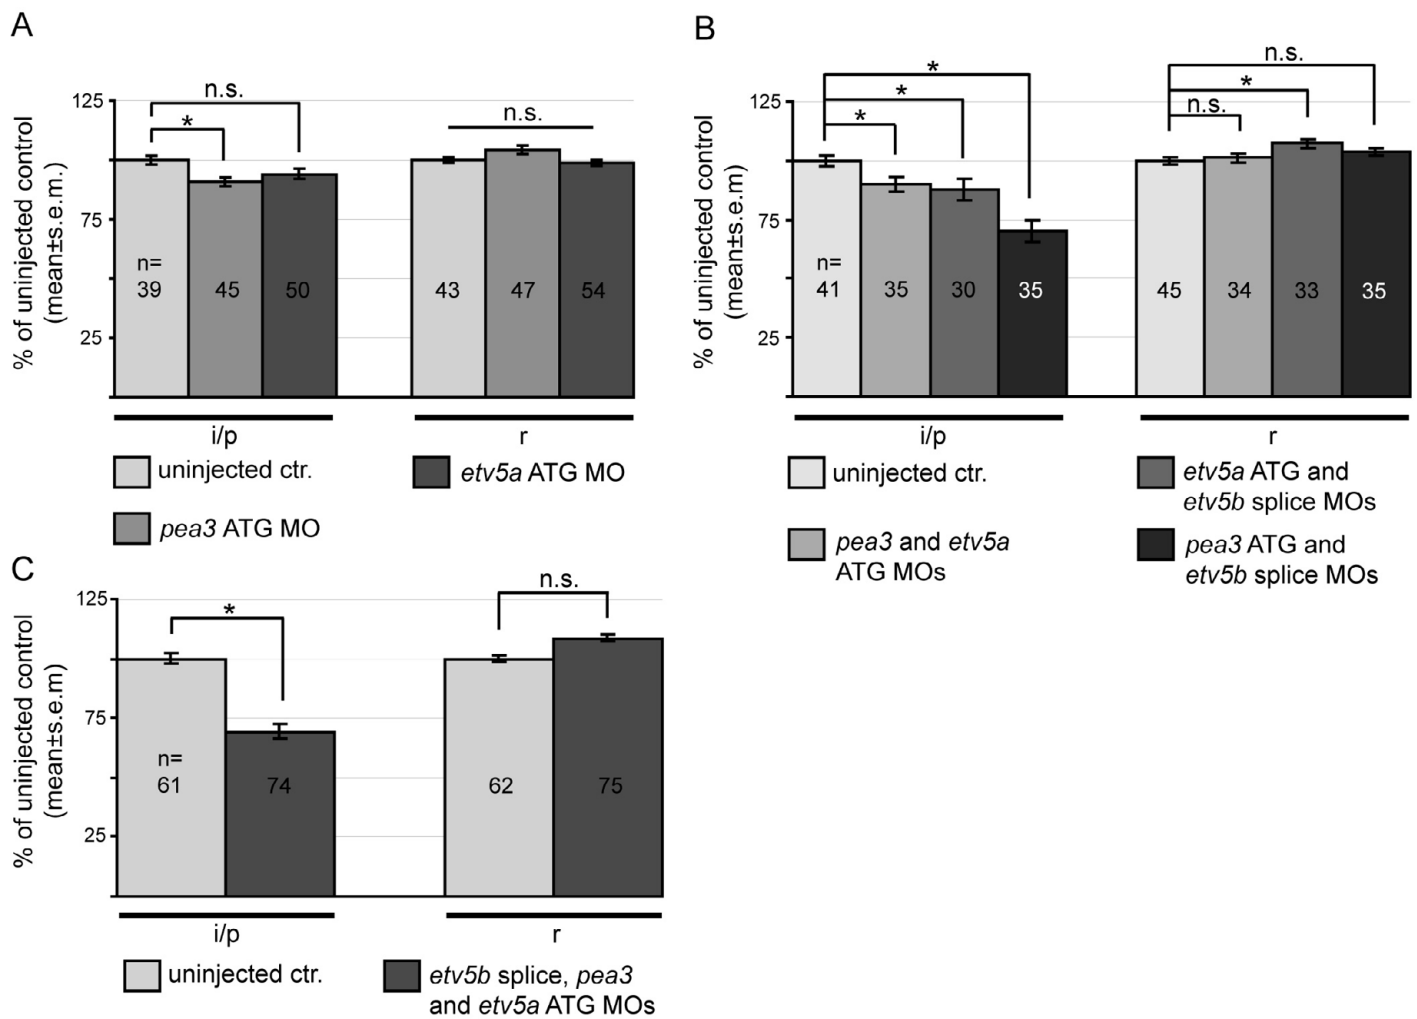 A
% of uninjected control
(mean±s.e.m.)
125
75
25
n.s.
*
n.s.
n=
39
45
50
43
47
54
i/p
r
uninjected ctr.
etv5a ATG MO
pea3 ATG MO
B
% of uninjected control
(mean±s.e.m)
125
75
25
*
*
*
n.s.
*
n.s.
n=
41
35
30
35
45
34
33
35
i/p
r
uninjected ctr.
etv5a ATG and
etv5b splice MOs
pea3 and etv5a
ATG MOs
pea3 ATG and
etv5b splice MOs
C
% of uninjected control
(mean±s.e.m)
125
75
25
*
n.s.
n=
61
74
62
75
i/p
r
uninjected ctr.
etv5b splice, pea3
and etv5a ATG MOs